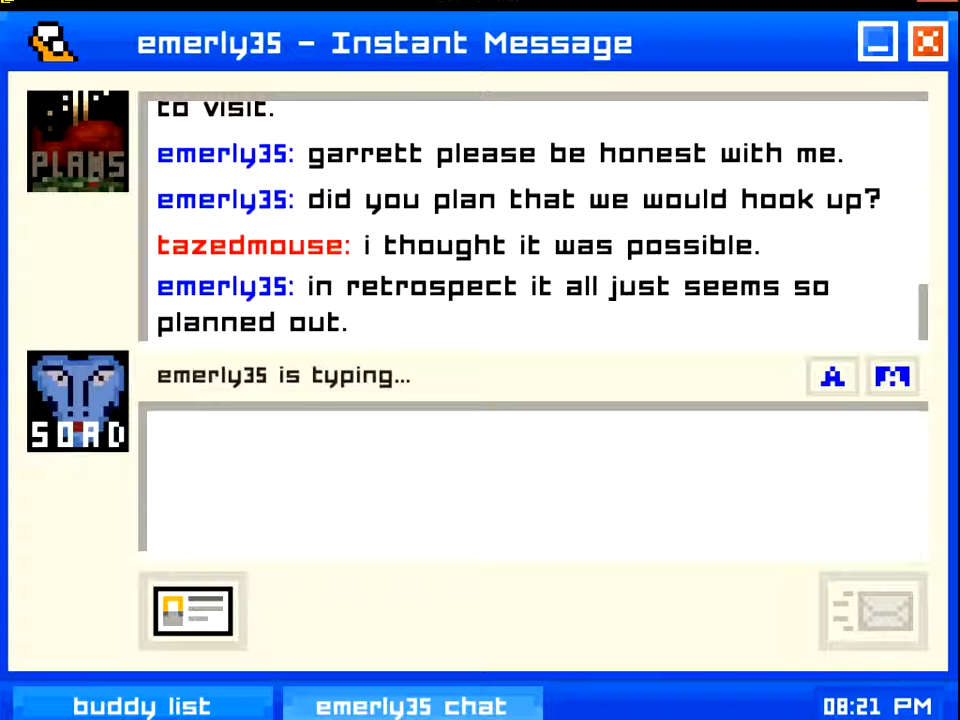 emerly35 - Instant Message
to visit.
PLANS
emerly35: garrett please be honest with me.
emerly35: did you plan that we would hook up?
tazedmouse: i thought it was possible.
emerly35: in retrospect it all just seems so
planned out.
emerly35 is typing...
A
SOAD
buddy list
emerly35 chat
08:21 PM